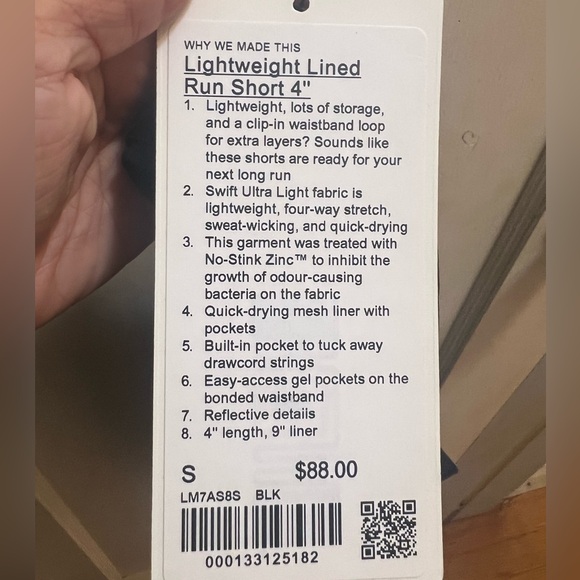 WHY WE MADE THIS
Lightweight Lined
Run Short 4"
1. Lightweight, lots of storage,
and a clip-in waistband loop
for extra layers? Sounds like
these shorts are ready for your
next long run
2. Swift Ultra Light fabric is
lightweight, four-way stretch,
sweat-wicking, and quick-drying
3. This garment was treated with
No-Stink Zinc™ to inhibit the
growth of odour-causing
bacteria on the fabric
4. Quick-drying mesh liner with
pockets
5. Built-in pocket to tuck away
drawcord strings
6. Easy-access gel pockets on the
bonded waistband
7. Reflective details
8. 4" length, 9" liner
S $88.00
LM7AS8S BLK
000133125182